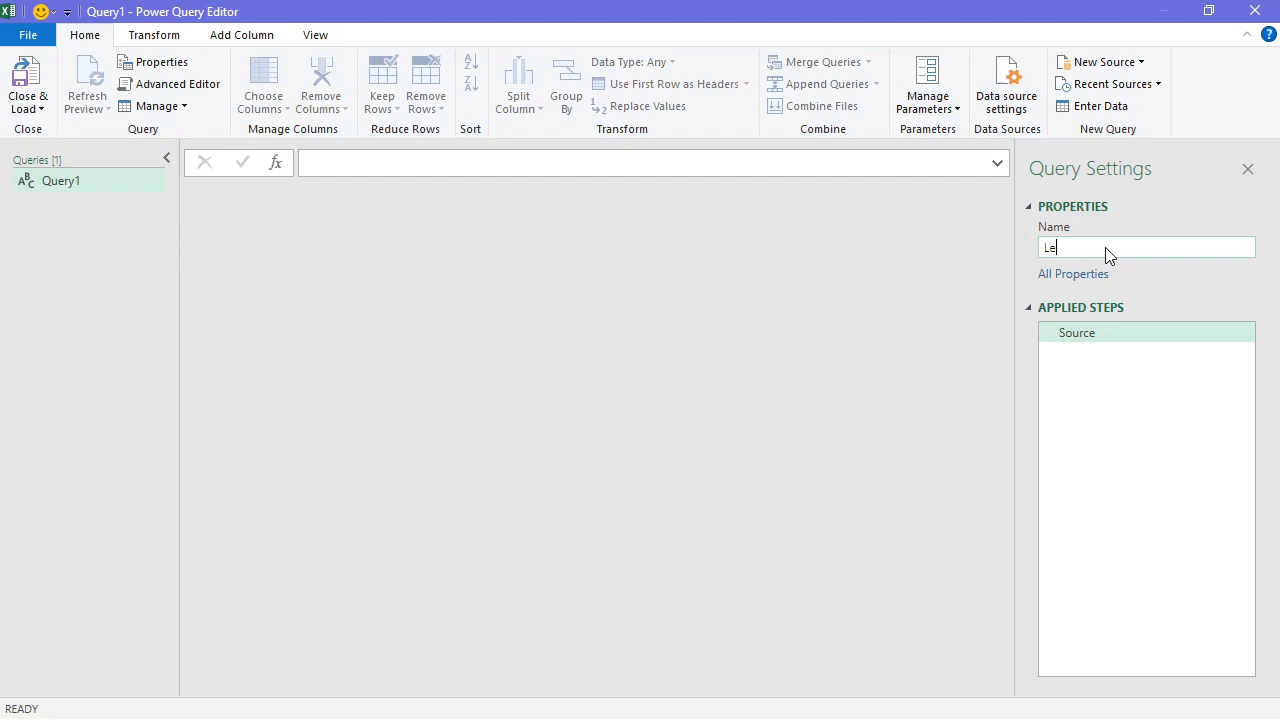 Query1 - Power Query Editor
File Home Transform Add Column View
Close & Load
Close
Refresh Preview
Properties
Advanced Editor
Manage
Query
Choose Columns
Remove Columns
Manage Columns
Keep Rows
Remove Rows
Reduce Rows
Sort
Split Column
Group By
Data Type: Any
Use First Row as Headers
Replace Values
Transform
Merge Queries
Append Queries
Combine Files
Combine
Manage Parameters
Parameters
Data source settings
Data Sources
New Source
Recent Sources
Enter Data
New Query
Queries [1]
ABC Query1
fx
Query Settings
PROPERTIES
Name
Le
All Properties
APPLIED STEPS
Source
READY